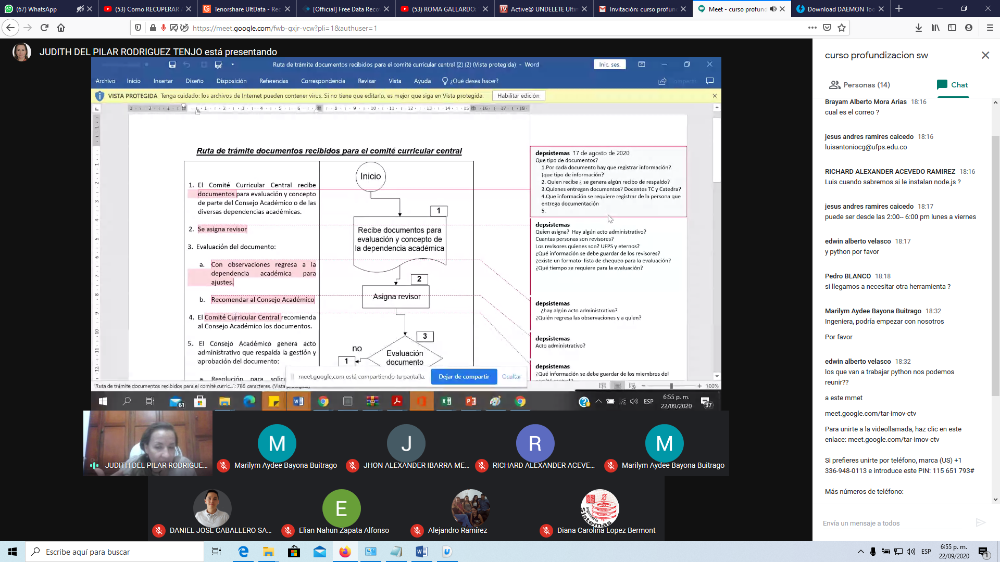 (67) WhatsApp
(53) Como RECUPERAR A
Tenorshare UltData - Rec
[Official] Free Data Recov
(53) ROMA GALLARDO:
Active@ UNDELETE Ultin
Invitación: curso profun
Meet - curso profund
Download DAEMON Too
https://meet.google.com/fwb-gxjr-vcw?pli=1&authuser=1
JUDITH DEL PILAR RODRIGUEZ TENJO está presentando
Ruta de trámite documentos recibidos para el comité curricular central (2) (2) (Vista protegida) - Word
Inic. ses.
Archivo Inicio Insertar Diseño Disposición Referencias Correspondencia Revisar Vista Ayuda ¿Qué desea hacer? Compartir
VISTA PROTEGIDA Tenga cuidado: los archivos de Internet pueden contener virus. Si no tiene que editarlo, es mejor que siga en Vista protegida. Habilitar edición
Ruta de trámite documentos recibidos para el comité curricular central
1. El Comité Curricular Central recibe
documentos para evaluación y concepto
de parte del Consejo Académico o de las
diversas dependencias académicas.
2. Se asigna revisor
3. Evaluación del documento:
a. Con observaciones regresa a la
dependencia académica para
ajustes.
b. Recomendar al Consejo Académico
4. El Comité Curricular Central recomienda
al Consejo Académico los documentos.
5. El Consejo Académico genera acto
administrativo que respalda la gestión y
aprobación del documento:
a. Resolución para solici
Inicio
1
Recibe documentos para
evaluación y concepto de
la dependencia académica
2
Asigna revisor
3
no
1
Evaluación
documento
depsistemas 17 de agosto de 2020
Que tipo de documentos?
1.Por cada documento hay que registrar información?
¡que tipo de información?
2. Quien recibe ¿ se genera algún recibo de respaldo?
3.Quienes entregan documentos? Docentes TC y Catedra?
4.Que información se requiere registrar de la persona que
entrega documentación
5.
depsistemas
Quien asigna? Hay algún acto administrativo?
Cuantas personas son revisores?
Los revisores quienes son? UFPS y eternos?
¿Qué información se debe guardar de los revisores?
¿existe un formato- lista de chequeo para la evaluación?
¿Qué tiempo se requiere para la evaluación?
depsistemas
¿hay algún acto administrativo?
¿Quién regresa las observaciones y a quien?
depsistemas
Acto administrativo?
depsistemas
¿Qué información se debe guardar de los miembros del
meet.google.com está compartiendo tu pantalla. Dejar de compartir Ocultar
"Ruta de trámite documentos recibidos para el comité curric...": 785 caracteres. (Vista protegida)
100%
61
ESP
6:55 p. m.
22/09/2020
37
JUDITH DEL PILAR RODRIGUE...
M
Marilym Aydee Bayona Buitrago
J
JHON ALEXANDER IBARRA ME...
R
RICHARD ALEXANDER ACEVE...
M
Marilym Aydee Bayona Buitrago
DANIEL JOSE CABALLERO SA...
E
Elian Nahun Zapata Alfonso
Alejandro Ramírez
Ingeniería
Sistemas
Diana Carolina Lopez Bermont
curso profundizacion sw
Personas (14)
Chat
Brayam Alberto Mora Arias 18:16
cual es el correo ?
jesus andres ramires caicedo 18:16
luisantoniocg@ufps.edu.co
RICHARD ALEXANDER ACEVEDO RAMIREZ 18:16
Luis cuando sabremos si le instalan node.js ?
jesus andres ramires caicedo 18:17
puede ser desde las 2:00-- 6:00 pm lunes a viernes
edwin alberto velasco 18:17
y python por favor
Pedro BLANCO 18:18
si llegamos a necesitar otra herramienta ?
Marilym Aydee Bayona Buitrago 18:32
Ingeniera, podría empezar con nosotros
Por favor
edwin alberto velasco 18:32
los que van a trabajar python nos podemos
reunir??
a este mmet
meet.google.com/tar-imov-ctv
Para unirte a la videollamada, haz clic en este
enlace: meet.google.com/tar-imov-ctv
Si prefieres unirte por teléfono, marca (US) +1
336-948-0113 e introduce este PIN: 115 651 793#
Más números de teléfono:
Envía un mensaje a todos
Escribe aquí para buscar
ESP
6:55 p. m.
22/09/2020
1